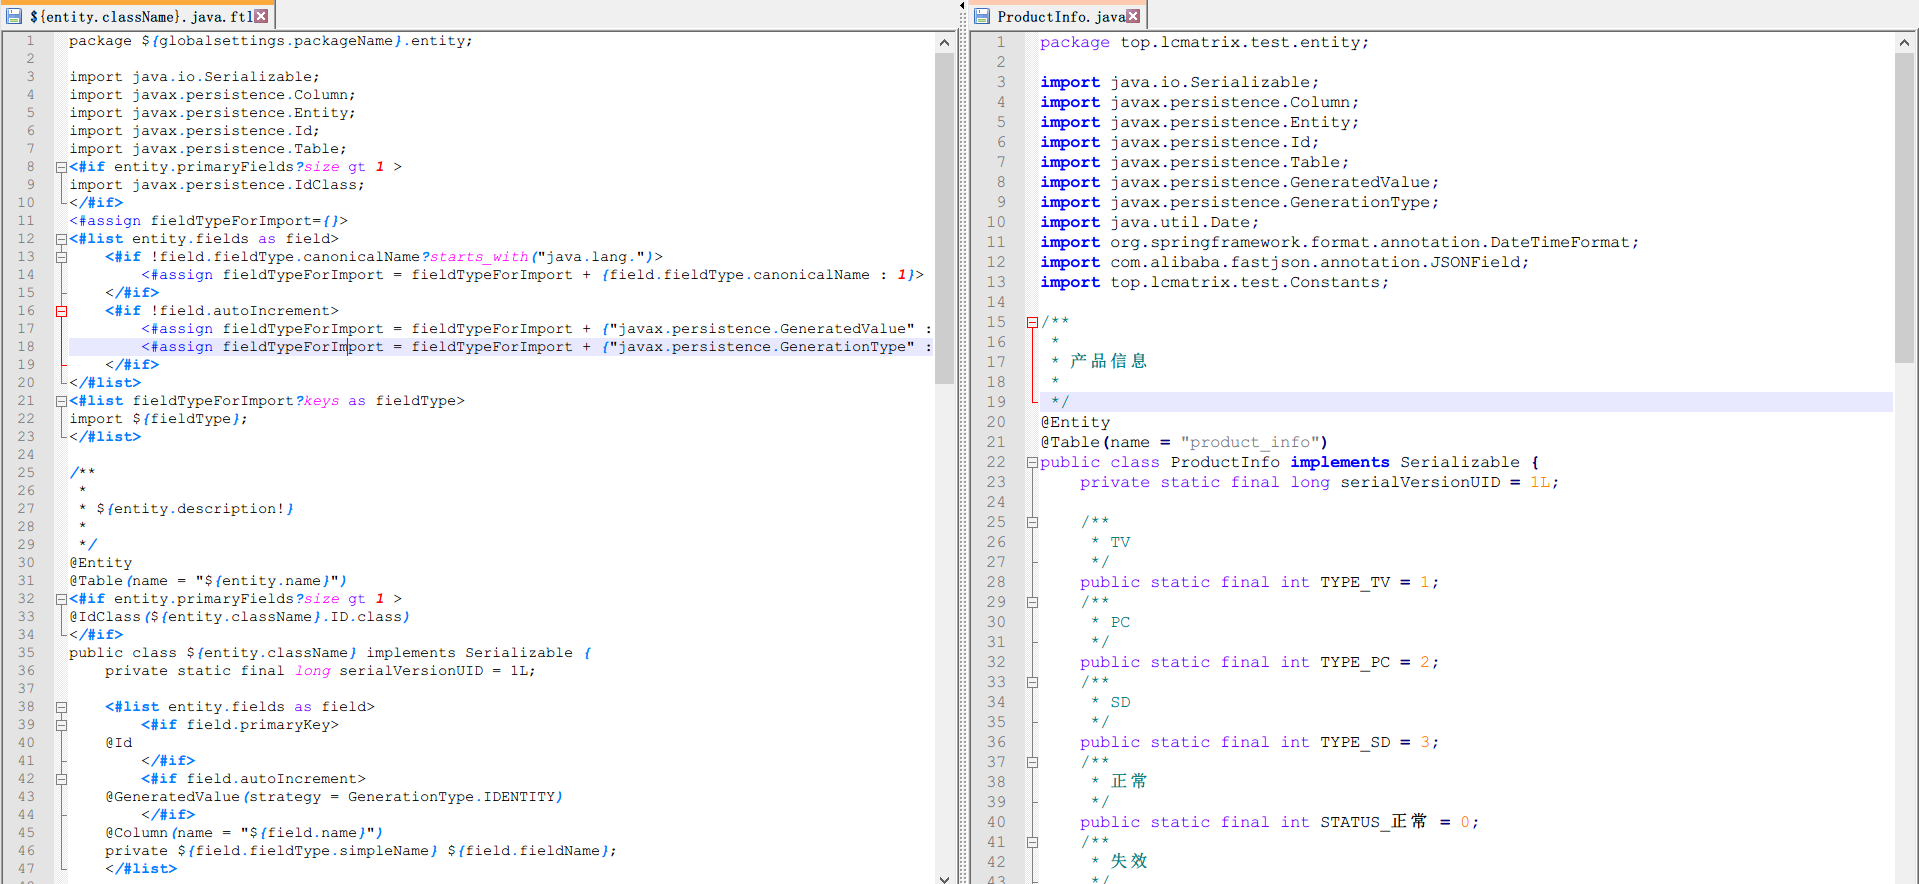 ${entity.className}.java.ftl
1 package ${globalsettings.packageName}.entity;
2
3 import java.io.Serializable;
4 import javax.persistence.Column;
5 import javax.persistence.Entity;
6 import javax.persistence.Id;
7 import javax.persistence.Table;
8 <#if entity.primaryFields?size gt 1 >
9 import javax.persistence.IdClass;
10 </#if>
11 <#assign fieldTypeForImport={}>
12 <#list entity.fields as field>
13 <#if !field.fieldType.canonicalName?starts_with("java.lang.")>
14 <#assign fieldTypeForImport = fieldTypeForImport + {field.fieldType.canonicalName : 1}>
15 </#if>
16 <#if !field.autoIncrement>
17 <#assign fieldTypeForImport = fieldTypeForImport + {"javax.persistence.GeneratedValue" :
18 <#assign fieldTypeForImport = fieldTypeForImport + {"javax.persistence.GenerationType" :
19 </#if>
20 </#list>
21 <#list fieldTypeForImport?keys as fieldType>
22 import ${fieldType};
23 </#list>
24
25 /**
26 *
27 * ${entity.description!}
28 *
29 */
30 @Entity
31 @Table(name = "${entity.name}")
32 <#if entity.primaryFields?size gt 1 >
33 @IdClass(${entity.className}.ID.class)
34 </#if>
35 public class ${entity.className} implements Serializable {
36 private static final long serialVersionUID = 1L;
37
38 <#list entity.fields as field>
39 <#if field.primaryKey>
40 @Id
41 </#if>
42 <#if field.autoIncrement>
43 @GeneratedValue(strategy = GenerationType.IDENTITY)
44 </#if>
45 @Column(name = "${field.name}")
46 private ${field.fieldType.simpleName} ${field.fieldName};
47 </#list>
ProductInfo.java
1 package top.lcmatrix.test.entity;
2
3 import java.io.Serializable;
4 import javax.persistence.Column;
5 import javax.persistence.Entity;
6 import javax.persistence.Id;
7 import javax.persistence.Table;
8 import javax.persistence.GeneratedValue;
9 import javax.persistence.GenerationType;
10 import java.util.Date;
11 import org.springframework.format.annotation.DateTimeFormat;
12 import com.alibaba.fastjson.annotation.JSONField;
13 import top.lcmatrix.test.Constants;
14
15 /**
16 *
17 * 产品信息
18 *
19 */
20 @Entity
21 @Table(name = "product_info")
22 public class ProductInfo implements Serializable {
23 private static final long serialVersionUID = 1L;
24
25 /**
26 * TV
27 */
28 public static final int TYPE_TV = 1;
29 /**
30 * PC
31 */
32 public static final int TYPE_PC = 2;
33 /**
34 * SD
35 */
36 public static final int TYPE_SD = 3;
37 /**
38 * 正常
39 */
40 public static final int STATUS_正常 = 0;
41 /**
42 * 失效
43 */